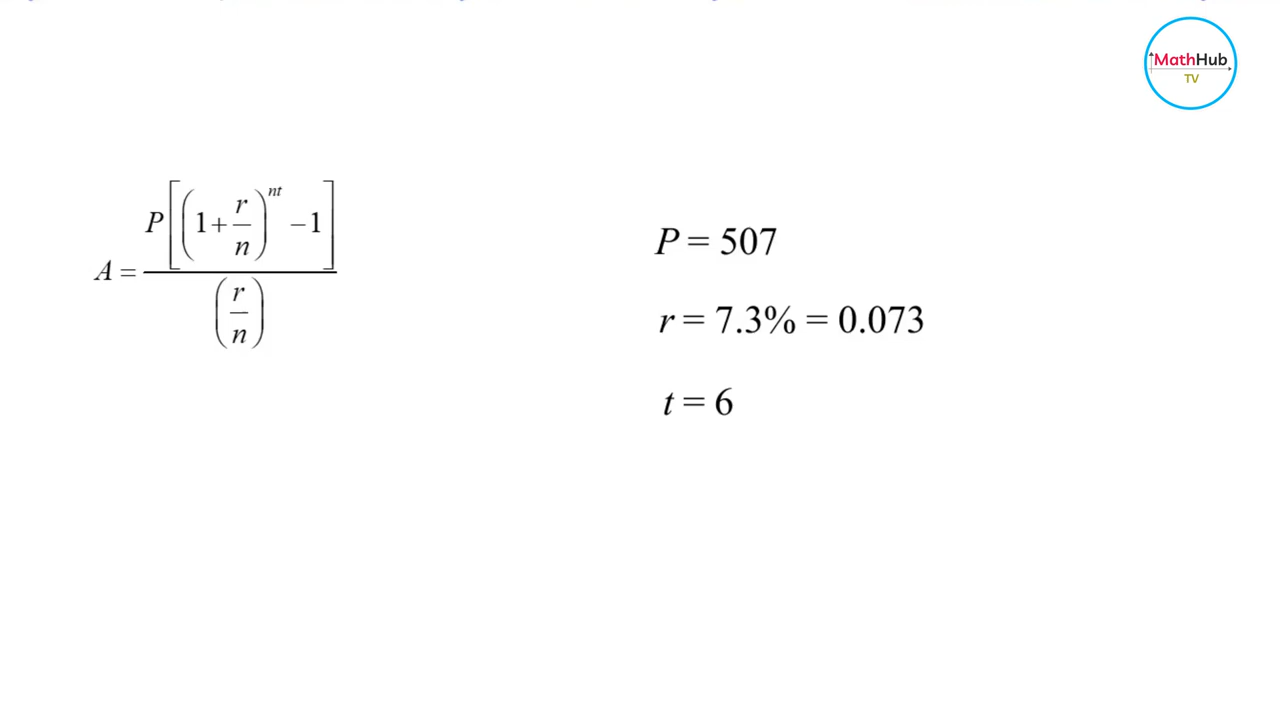 MathHub
TV
A = P[(1 + r/n)^nt − 1] / (r/n)
P = 507
r = 7.3% = 0.073
t = 6